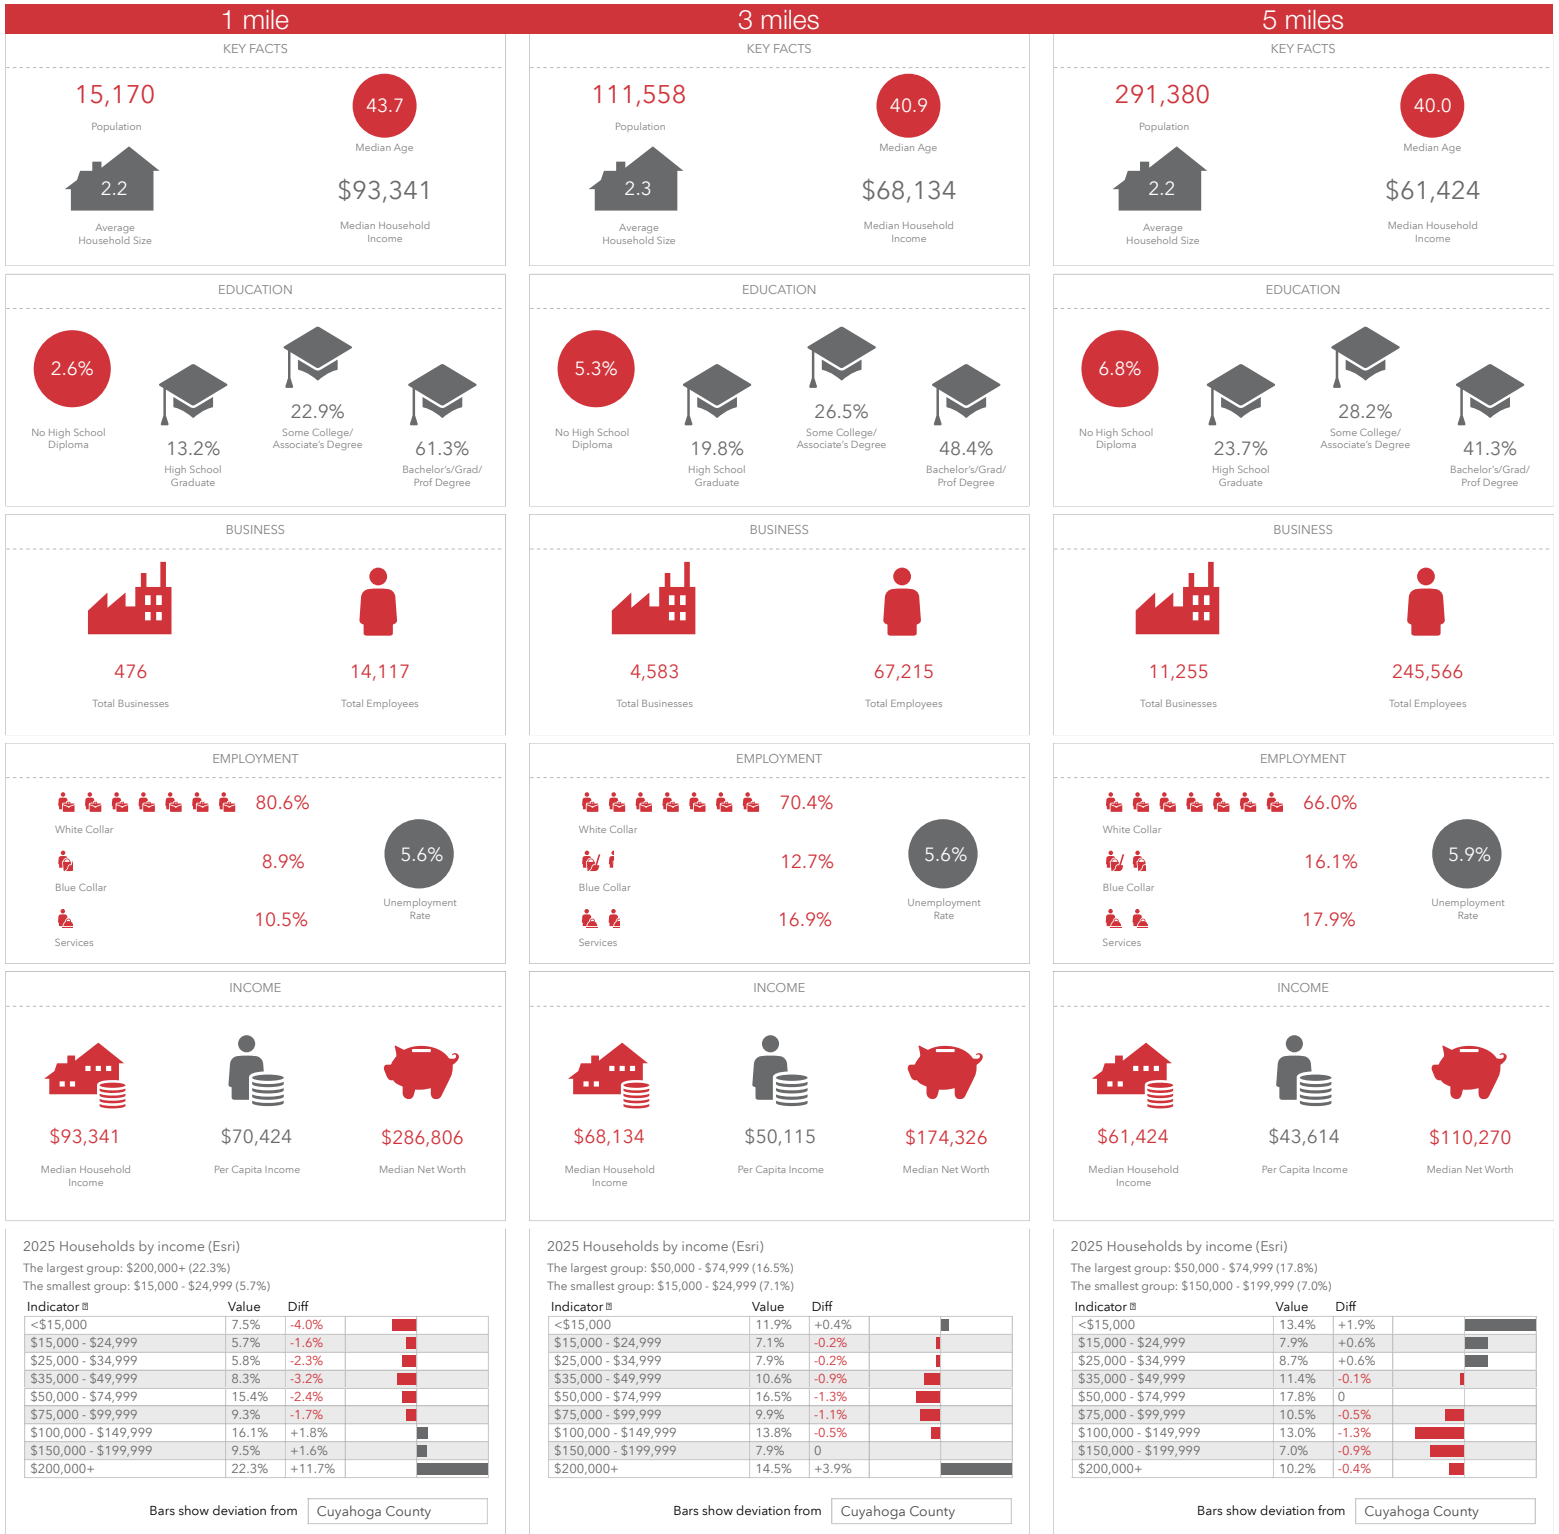 1 mile
KEY FACTS
15,170
Population
43.7
Median Age
2.2
Average
Household Size
$93,341
Median Household
Income
EDUCATION
2.6%
No High School
Diploma
13.2%
High School
Graduate
22.9%
Some College/
Associate's Degree
61.3%
Bachelor's/Grad/
Prof Degree
BUSINESS
476
Total Businesses
14,117
Total Employees
EMPLOYMENT
80.6%
White Collar
8.9%
Blue Collar
10.5%
Services
5.6%
Unemployment
Rate
INCOME
$93,341
Median Household
Income
$70,424
Per Capita Income
$286,806
Median Net Worth
2025 Households by income (Esri)
The largest group: $200,000+ (22.3%)
The smallest group: $15,000 - $24,999 (5.7%)
Indicator Value Diff
<$15,000 7.5% -4.0%
$15,000 - $24,999 5.7% -1.6%
$25,000 - $34,999 5.8% -2.3%
$35,000 - $49,999 8.3% -3.2%
$50,000 - $74,999 15.4% -2.4%
$75,000 - $99,999 9.3% -1.7%
$100,000 - $149,999 16.1% +1.8%
$150,000 - $199,999 9.5% +1.6%
$200,000+ 22.3% +11.7%
Bars show deviation from Cuyahoga County
3 miles
KEY FACTS
111,558
Population
40.9
Median Age
2.3
Average
Household Size
$68,134
Median Household
Income
EDUCATION
5.3%
No High School
Diploma
19.8%
High School
Graduate
26.5%
Some College/
Associate's Degree
48.4%
Bachelor's/Grad/
Prof Degree
BUSINESS
4,583
Total Businesses
67,215
Total Employees
EMPLOYMENT
70.4%
White Collar
12.7%
Blue Collar
16.9%
Services
5.6%
Unemployment
Rate
INCOME
$68,134
Median Household
Income
$50,115
Per Capita Income
$174,326
Median Net Worth
2025 Households by income (Esri)
The largest group: $50,000 - $74,999 (16.5%)
The smallest group: $15,000 - $24,999 (7.1%)
Indicator Value Diff
<$15,000 11.9% +0.4%
$15,000 - $24,999 7.1% -0.2%
$25,000 - $34,999 7.9% -0.2%
$35,000 - $49,999 10.6% -0.9%
$50,000 - $74,999 16.5% -1.3%
$75,000 - $99,999 9.9% -1.1%
$100,000 - $149,999 13.8% -0.5%
$150,000 - $199,999 7.9% 0
$200,000+ 14.5% +3.9%
Bars show deviation from Cuyahoga County
5 miles
KEY FACTS
291,380
Population
40.0
Median Age
2.2
Average
Household Size
$61,424
Median Household
Income
EDUCATION
6.8%
No High School
Diploma
23.7%
High School
Graduate
28.2%
Some College/
Associate's Degree
41.3%
Bachelor's/Grad/
Prof Degree
BUSINESS
11,255
Total Businesses
245,566
Total Employees
EMPLOYMENT
66.0%
White Collar
16.1%
Blue Collar
17.9%
Services
5.9%
Unemployment
Rate
INCOME
$61,424
Median Household
Income
$43,614
Per Capita Income
$110,270
Median Net Worth
2025 Households by income (Esri)
The largest group: $50,000 - $74,999 (17.8%)
The smallest group: $150,000 - $199,999 (7.0%)
Indicator Value Diff
<$15,000 13.4% +1.9%
$15,000 - $24,999 7.9% +0.6%
$25,000 - $34,999 8.7% +0.6%
$35,000 - $49,999 11.4% -0.1%
$50,000 - $74,999 17.8% 0
$75,000 - $99,999 10.5% -0.5%
$100,000 - $149,999 13.0% -1.3%
$150,000 - $199,999 7.0% -0.9%
$200,000+ 10.2% -0.4%
Bars show deviation from Cuyahoga County